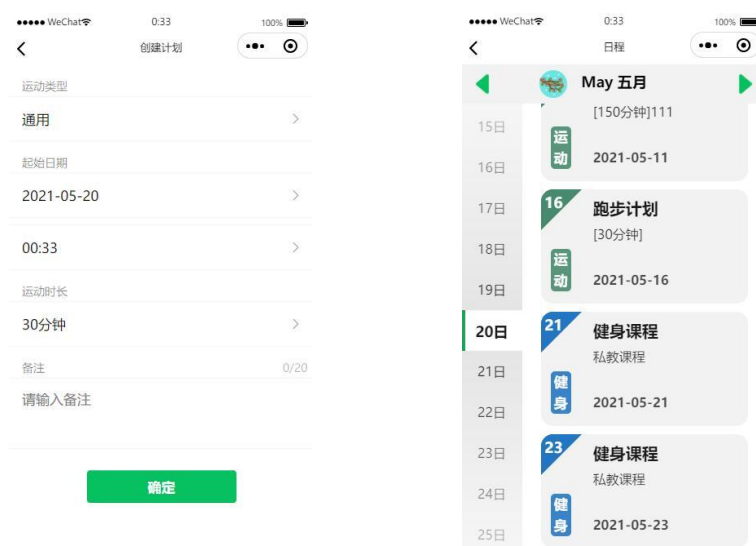 WeChat 0:33 100%
创建计划
运动类型
通用
起始日期
2021-05-20
00:33
运动时长
30分钟
备注 0/20
请输入备注
确定
WeChat 0:33 100%
日程
May 五月
15日
16日
17日
18日
19日
20日
21日
22日
23日
24日
25日
[150分钟]111
运动
2021-05-11
16
跑步计划
[30分钟]
运动
2021-05-16
21
健身课程
私教课程
健身
2021-05-21
23
健身课程
私教课程
健身
2021-05-23